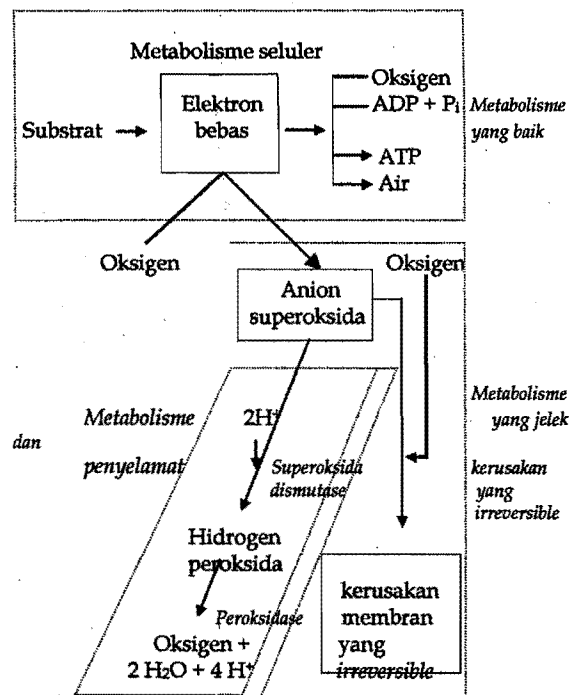 Metabolisme seluler
Substrat
Elektron
bebas
Oksigen
ADP + Pi
ATP
Air
Metabolisme
yang baik
Oksigen
Anion
superoksida
Oksigen
Metabolisme
yang jelek
dan
kerusakan
yang
irreversible
Metabolisme
penyelamat
2H+
Superoksida
dismutase
Hidrogen
peroksida
Peroksidase
Oksigen +
2 H2O + 4 H+
kerusakan
membran
yang
irreversible